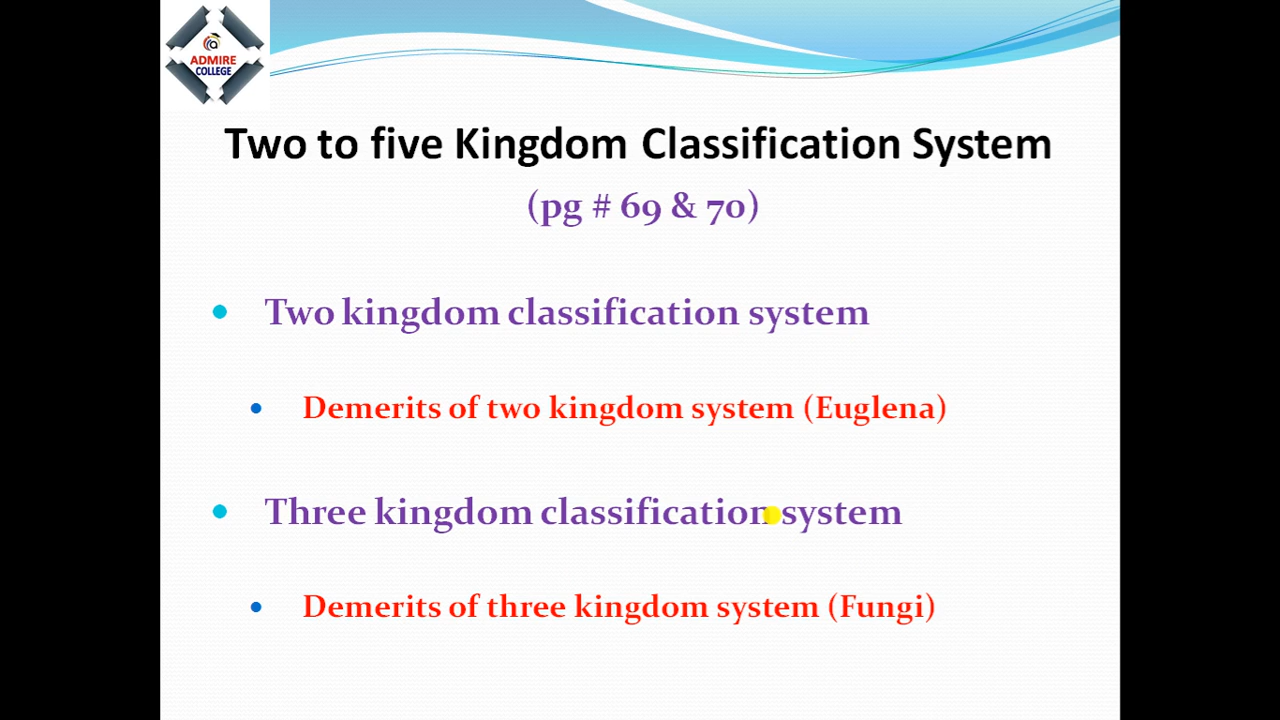 ADMIRE
COLLEGE
Two to five Kingdom Classification System
(pg # 69 & 70)
Two kingdom classification system
Demerits of two kingdom system (Euglena)
Three kingdom classification system
Demerits of three kingdom system (Fungi)